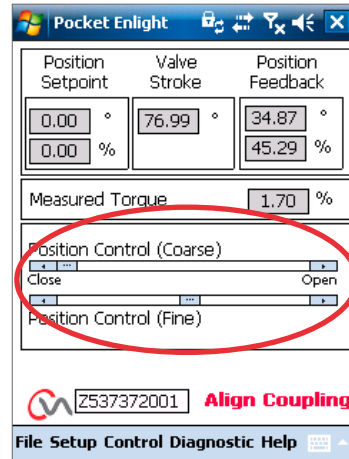 Pocket Enlight
Position Setpoint Valve Stroke Position Feedback
0.00 ° 76.99 ° 34.87 °
0.00 % 45.29 %
Measured Torque 1.70 %
Position Control (Coarse)
Close Open
Position Control (Fine)
Z537372001 Align Coupling
File Setup Control Diagnostic Help